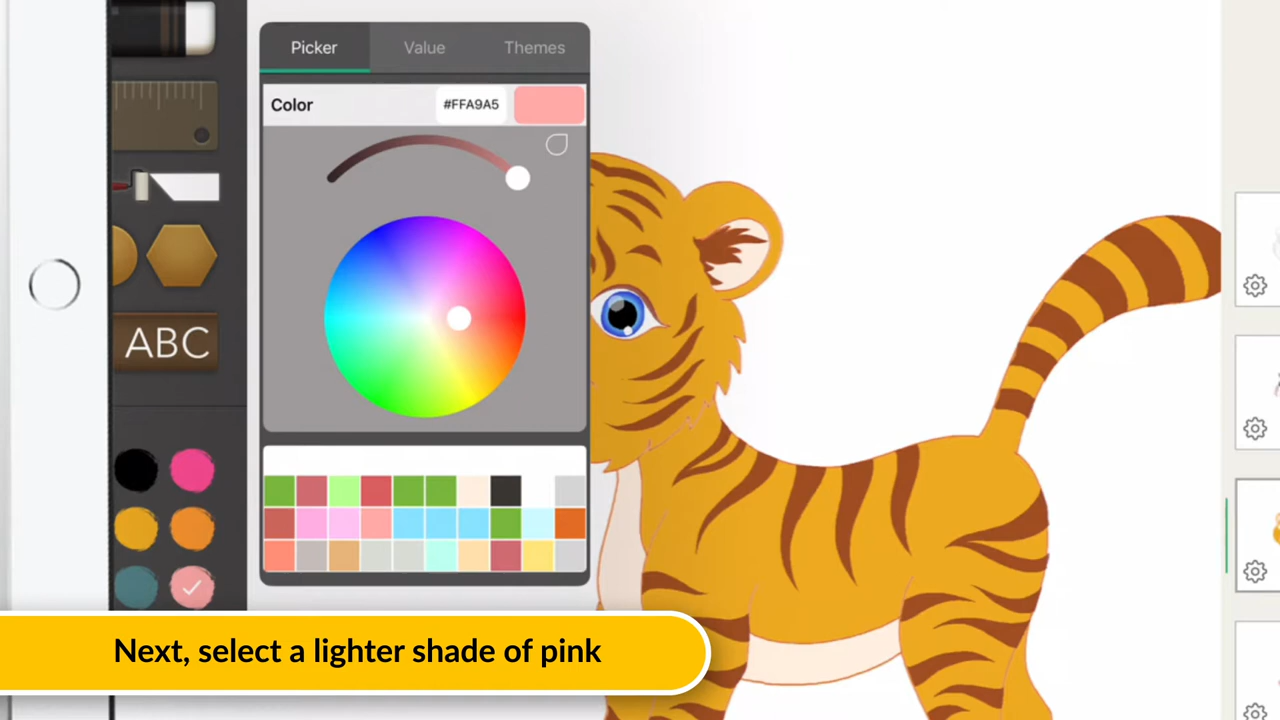 Picker
Value
Themes
Color
#FFA9A5
ABC
Next, select a lighter shade of pink